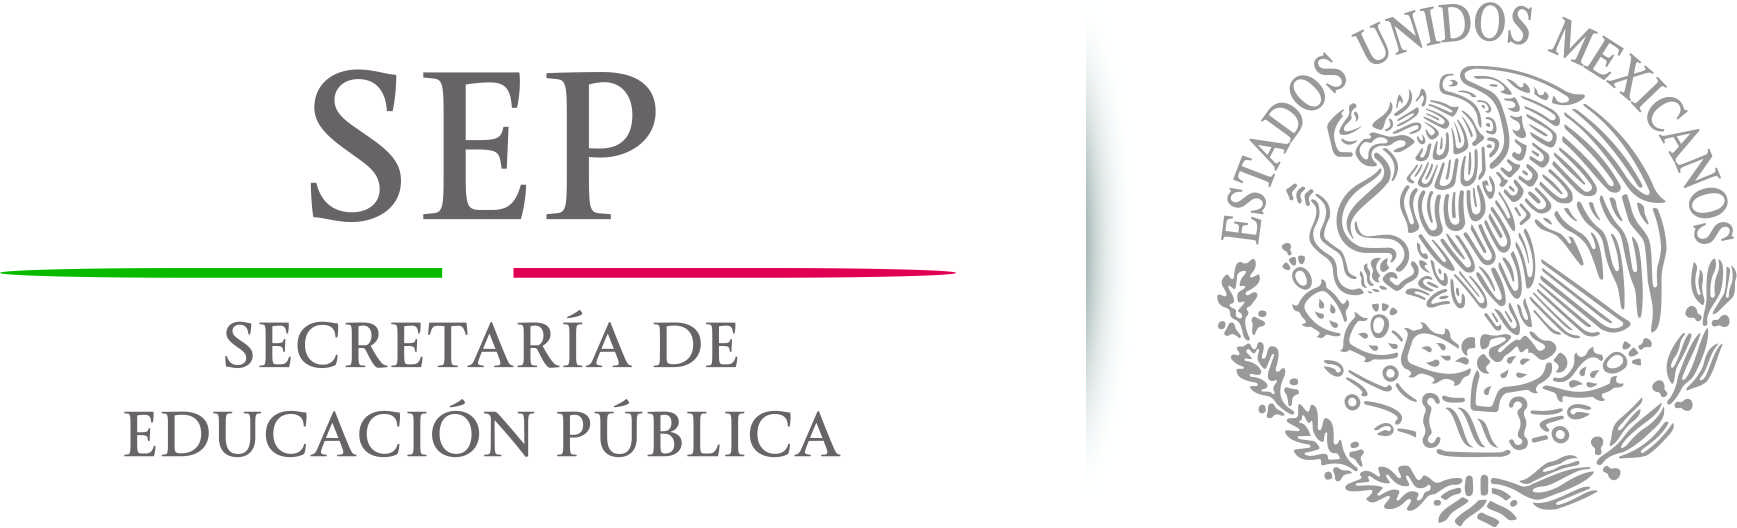 SEP
SECRETARÍA DE
EDUCACIÓN PÚBLICA
ESTADOS UNIDOS MEXICANOS